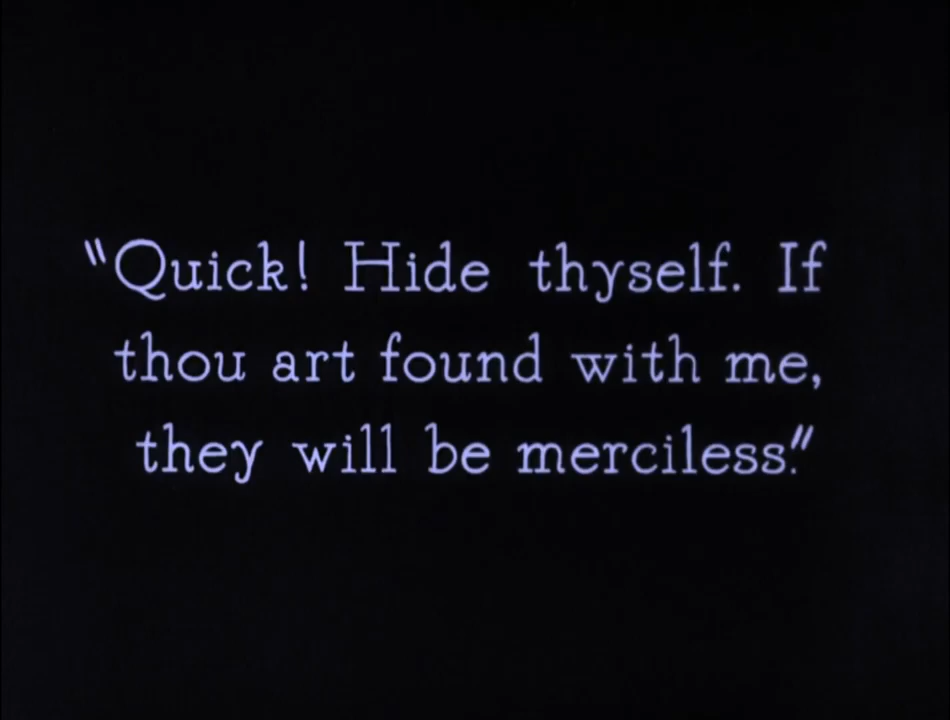 "Quick! Hide thyself. If
thou art found with me,
they will be merciless."